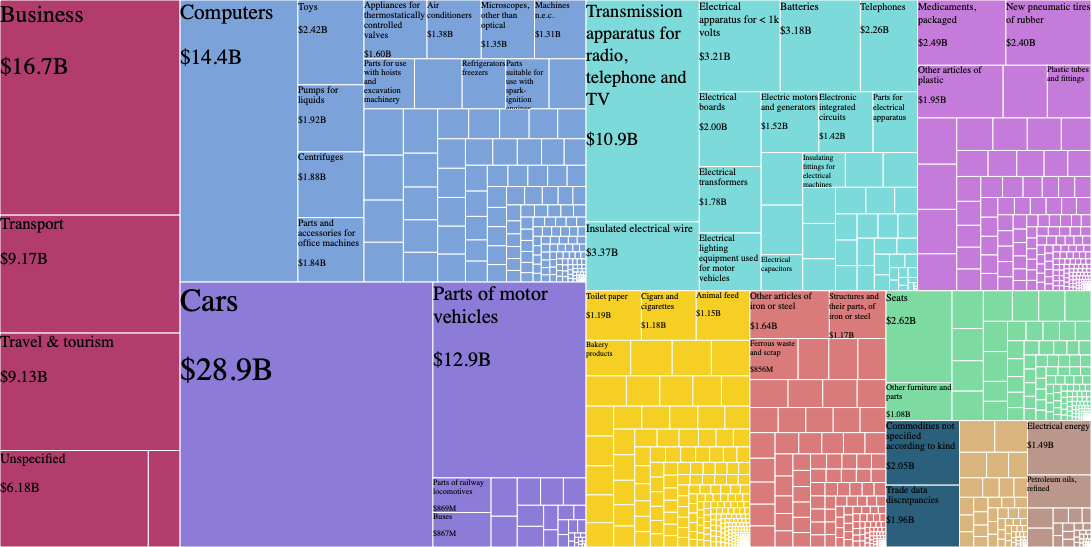 Business
$16.7B
Transport
$9.17B
Travel & tourism
$9.13B
Unspecified
$6.18B
Computers
$14.4B
Toys
$2.42B
Pumps for
liquids
$1.92B
Centrifuges
$1.88B
Parts and
accessories for
office machines
$1.84B
Appliances for
thermostatically
controlled
valves
$1.60B
Air
conditioners
$1.38B
Microscopes,
other than
optical
$1.35B
Machines
n.e.c.
$1.31B
Parts for use
with hoists
and
excavation
machinery
Refrigerators
freezers
Parts
suitable for
use with
spark-
ignition
engines
Cars
$28.9B
Parts of motor
vehicles
$12.9B
Parts of railway
locomotives
$869M
Buses
$867M
Transmission
apparatus for
radio,
telephone and
TV
$10.9B
Insulated electrical wire
$3.37B
Electrical
apparatus for < 1k
volts
$3.21B
Batteries
$3.18B
Telephones
$2.26B
Electrical
boards
$2.00B
Electrical
transformers
$1.78B
Electrical
lighting
equipment used
for motor
vehicles
Electric motors
and generators
$1.52B
Electronic
integrated
circuits
$1.42B
Parts for
electrical
apparatus
Insulating
fittings for
electrical
machines
Electrical
capacitors
Medicaments,
packaged
$2.49B
New pneumatic tires
of rubber
$2.40B
Other articles of
plastic
$1.95B
Plastic tubes
and fittings
Toilet paper
$1.19B
Cigars and
cigarettes
$1.18B
Animal feed
$1.15B
Bakery
products
Other articles of
iron or steel
$1.64B
Structures and
their parts, of
iron or steel
$1.17B
Ferrous waste
and scrap
$856M
Seats
$2.62B
Other furniture and
parts
$1.08B
Commodities not
specified
according to kind
$2.05B
Trade data
discrepancies
$1.96B
Electrical energy
$1.49B
Petroleum oils,
refined